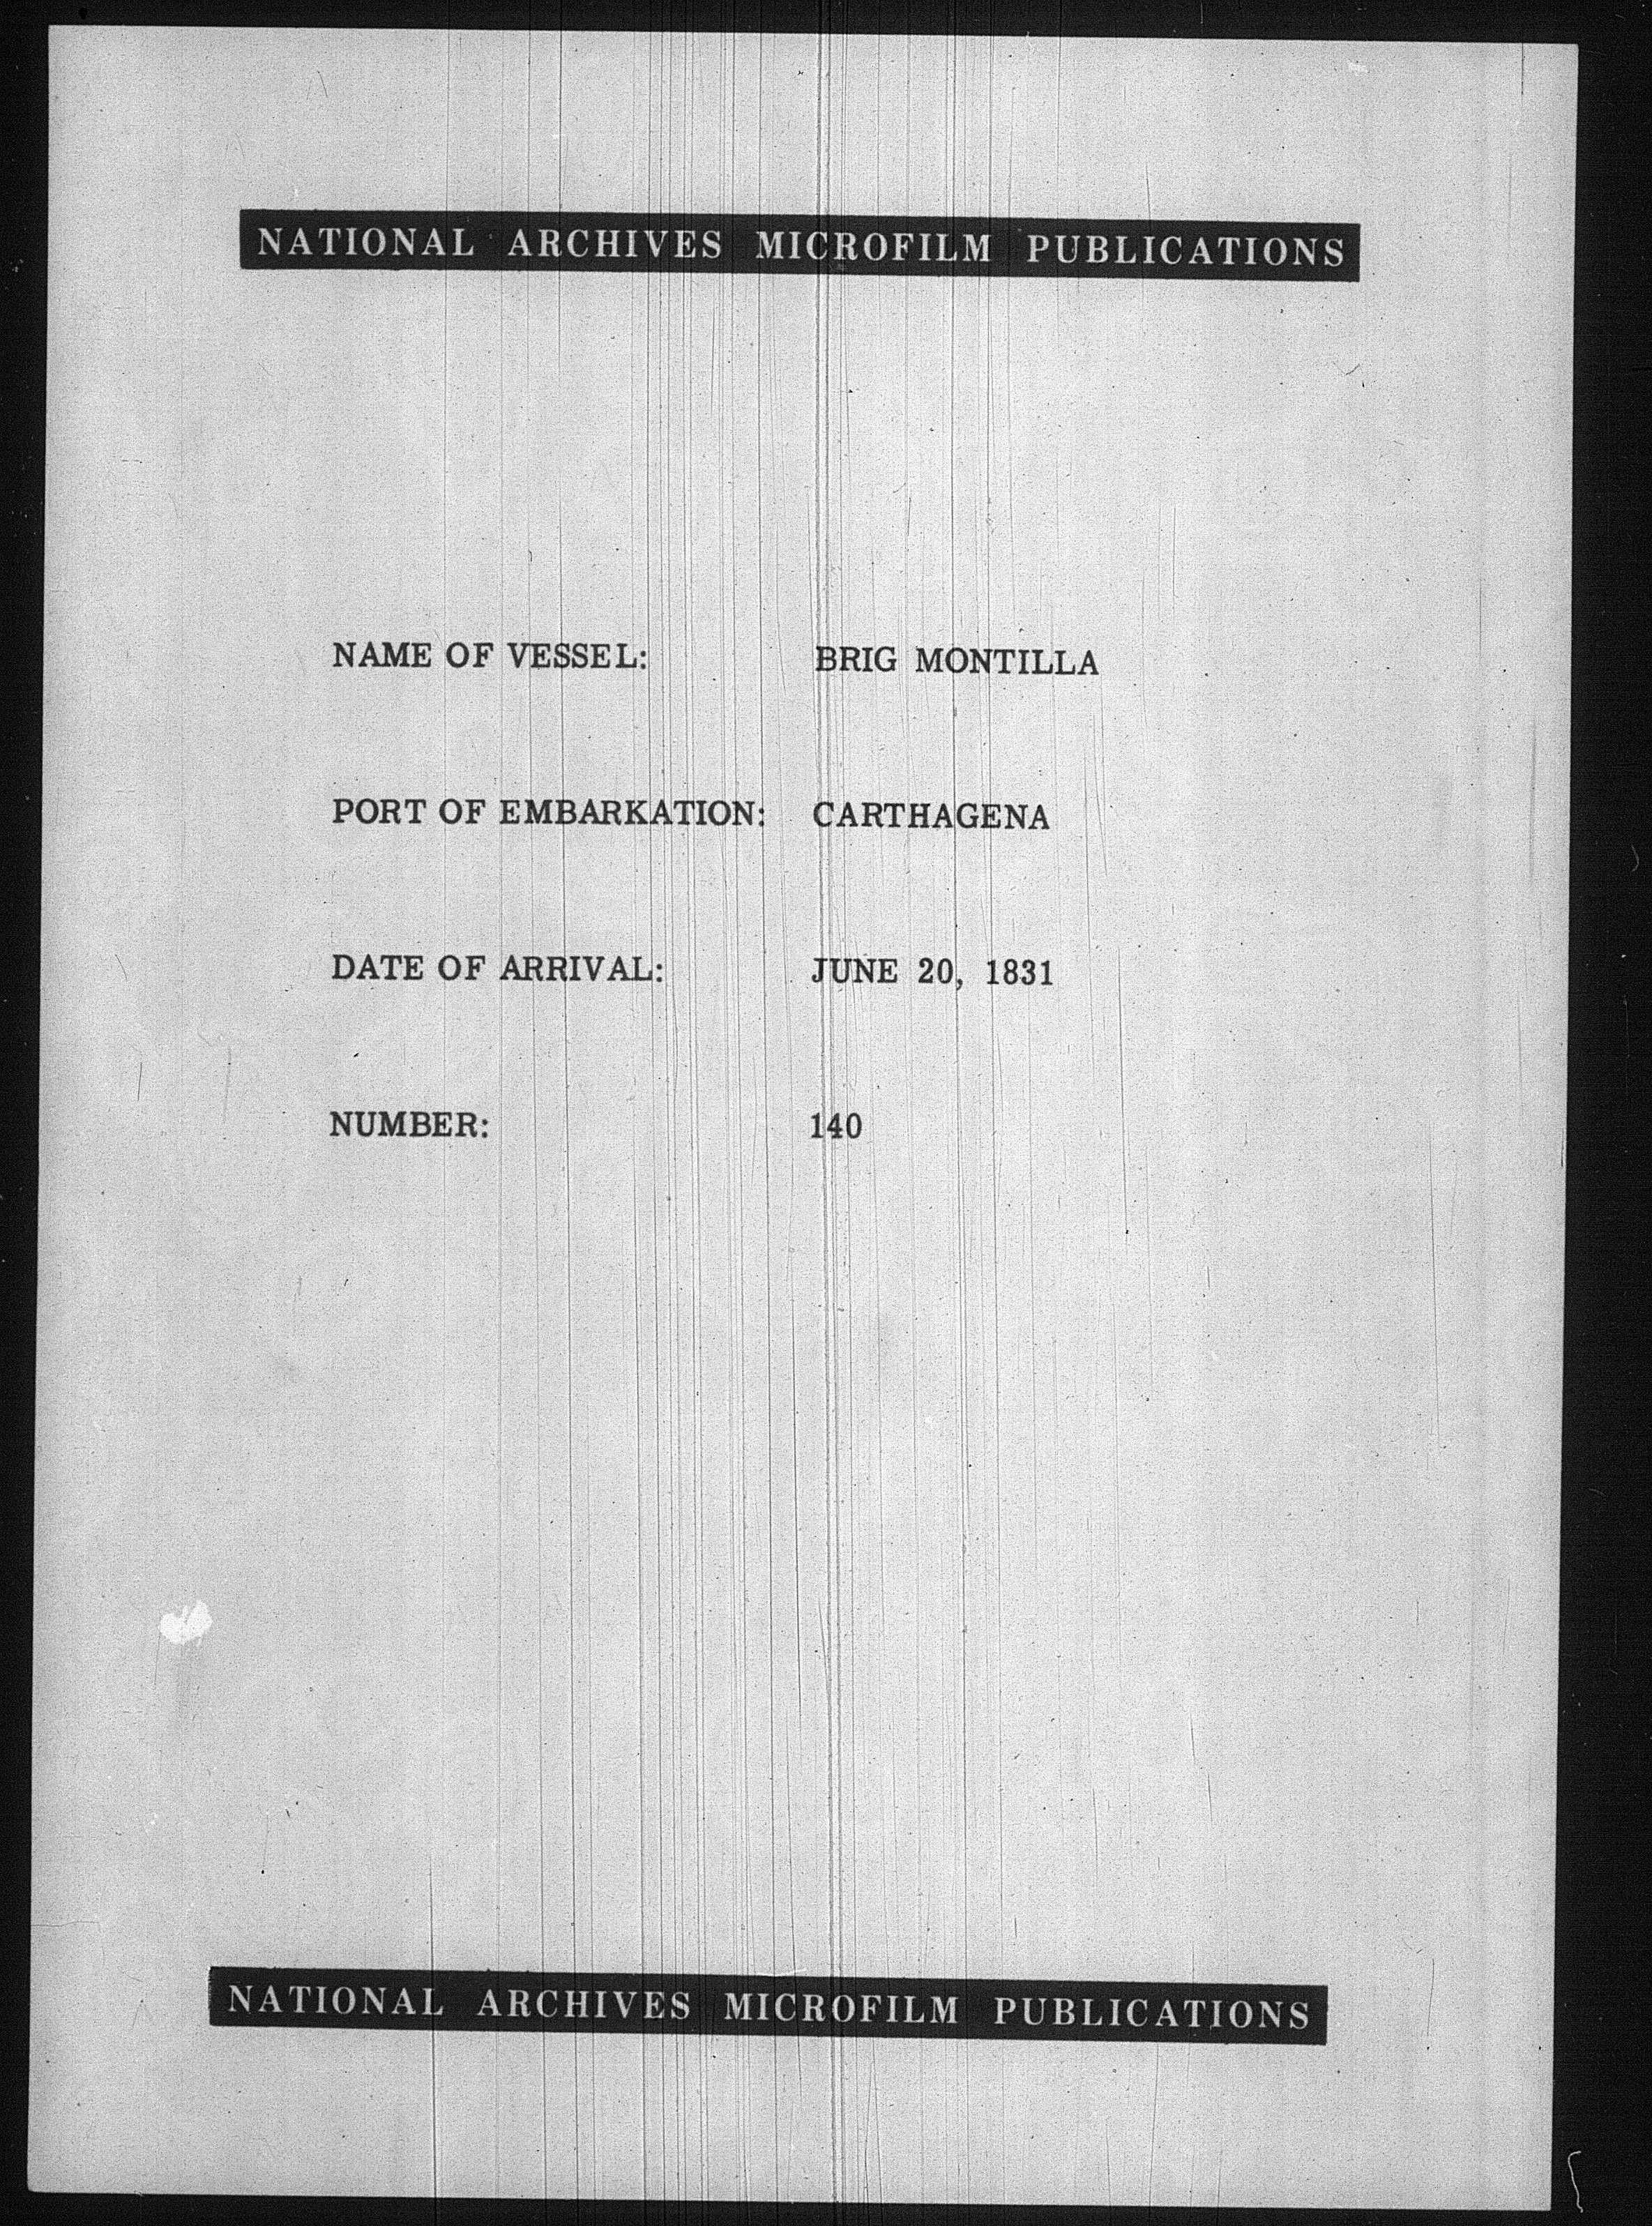 NATIONAL ARCHIVES MICROFILM PUBLICATIONS
NAME OF VESSEL: BRIG MONTILLA
PORT OF EMBARKATION: CARTHAGENA
DATE OF ARRIVAL: JUNE 20, 1831
NUMBER: 140
NATIONAL ARCHIVES MICROFILM PUBLICATIONS